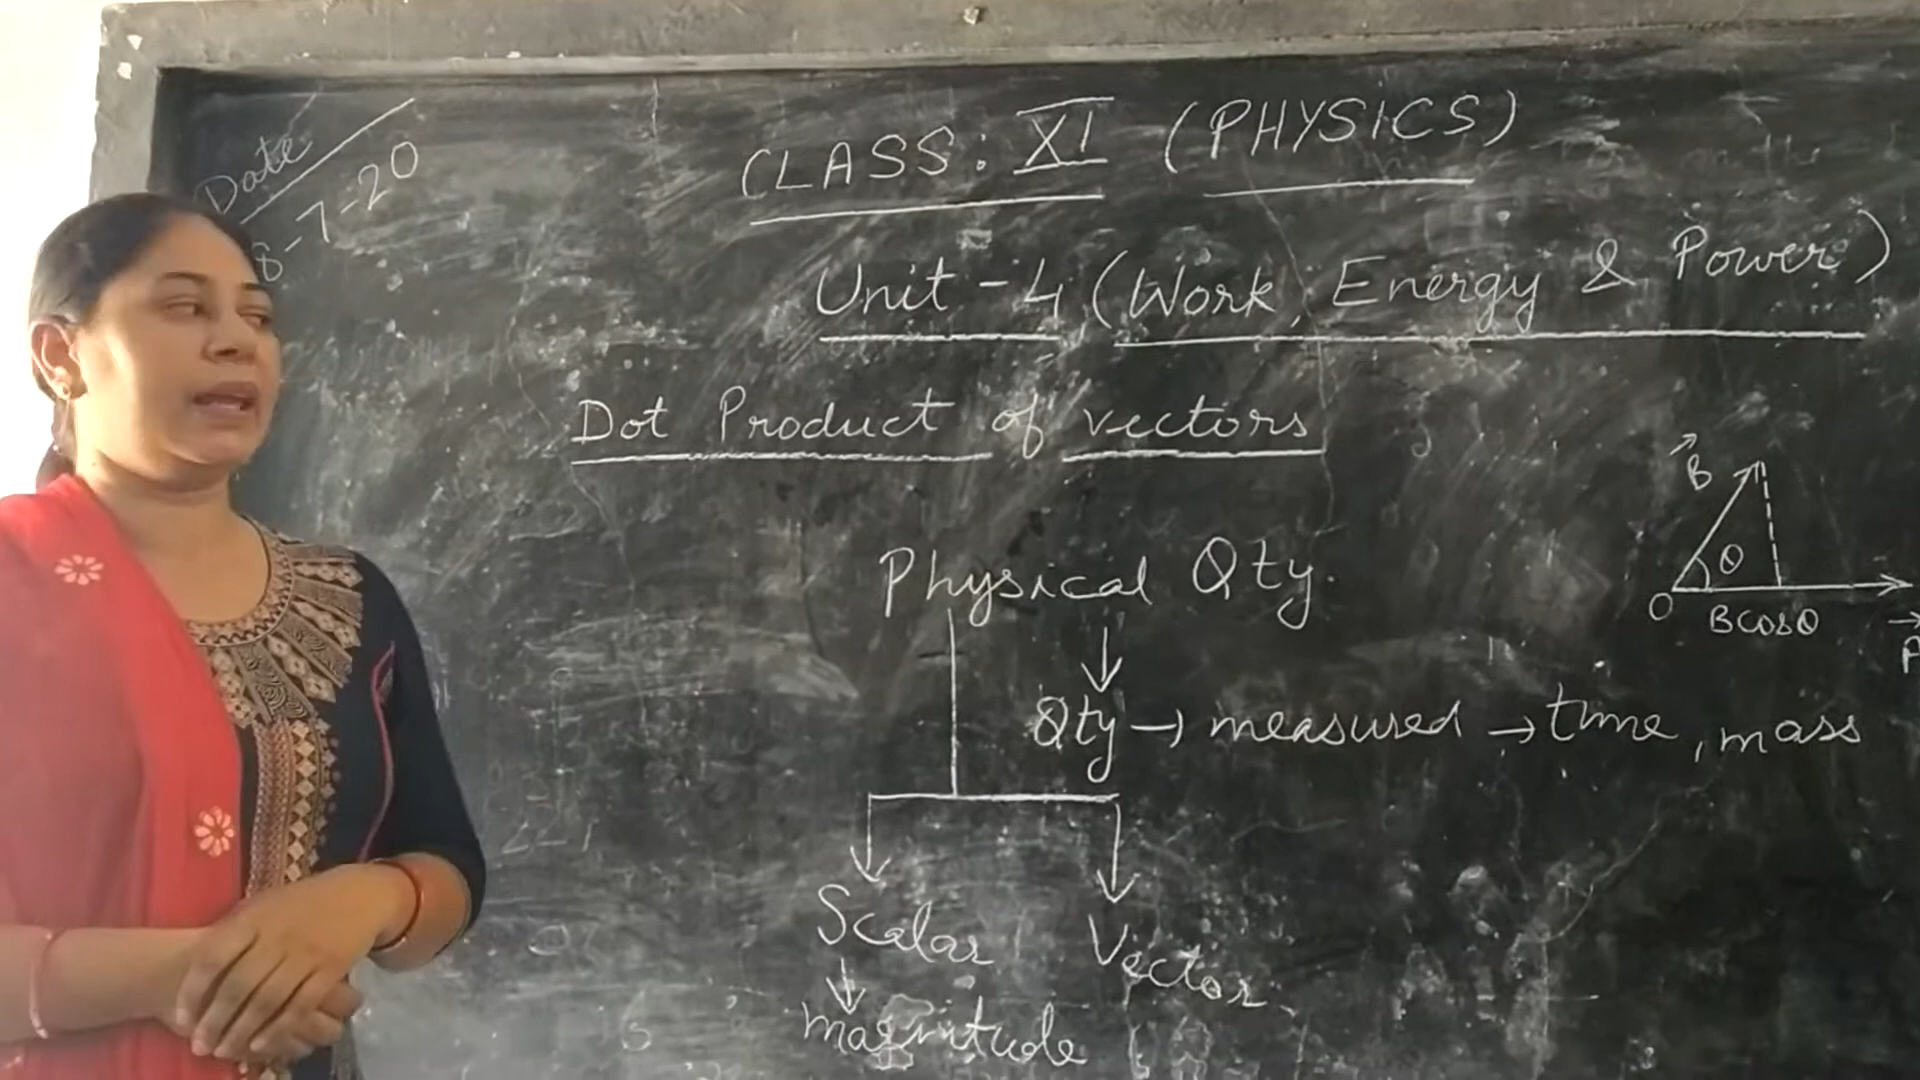 Date
8-7-20
CLASS: XI (PHYSICS)
Unit-4 (Work, Energy & Power)
Dot Product of vectors
B
θ
O
B cos θ
A
Physical Qty.
Qty → measured → time, mass
Scalar
Vector
magnitude